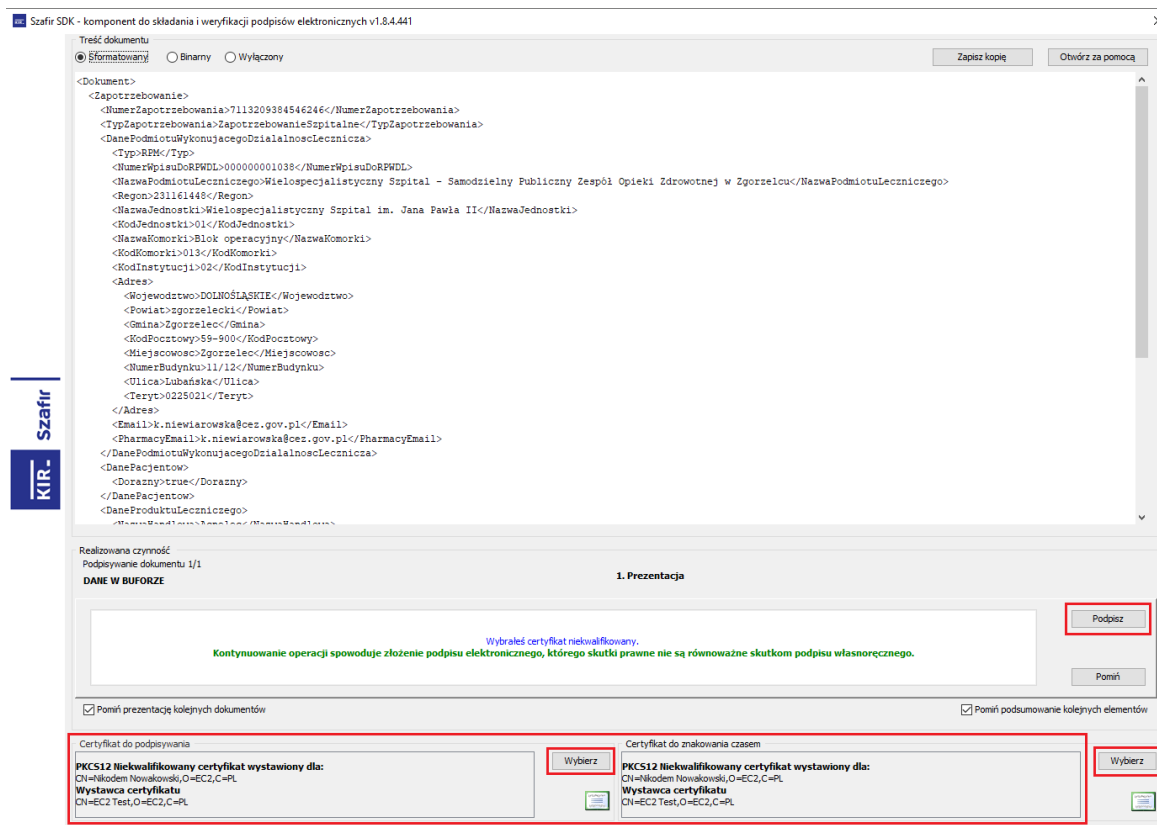 Szafir SDK - komponent do składania i weryfikacji podpisów elektronicznych v1.8.4.441
Treść dokumentu
Sformatowany Binarny Wyłączony Zapisz kopię Otwórz za pomocą
<Dokument>
<Zapotrzebowanie>
<NumerZapotrzebowania>7113209384546246</NumerZapotrzebowania>
<TypZapotrzebowania>ZapotrzebowanieSzpitalne</TypZapotrzebowania>
<DanePodmiotuWykonujacegoDzialalnoscLecznicza>
<Typ>RPM</Typ>
<NumerWpisuDoRPWDL>000000001038</NumerWpisuDoRPWDL>
<NazwaPodmiotuLeczniczego>Wielospecjalistyczny Szpital - Samodzielny Publiczny Zespół Opieki Zdrowotnej w Zgorzelcu</NazwaPodmiotuLeczniczego>
<Regon>231161448</Regon>
<NazwaJednostki>Wielospecjalistyczny Szpital im. Jana Pawła II</NazwaJednostki>
<KodJednostki>01</KodJednostki>
<NazwaKomorki>Blok operacyjny</NazwaKomorki>
<KodKomorki>013</KodKomorki>
<KodInstytucji>02</KodInstytucji>
<Adres>
<Wojewodztwo>DOLNOŚLĄSKIE</Wojewodztwo>
<Powiat>zgorzelecki</Powiat>
<Gmina>Zgorzelec</Gmina>
<KodPocztowy>59-900</KodPocztowy>
<Miejscowosc>Zgorzelec</Miejscowosc>
<NumerBudynku>11/12</NumerBudynku>
<Ulica>Lubańska</Ulica>
<Teryt>0225021</Teryt>
</Adres>
<Email>k.niewiarowska@cez.gov.pl</Email>
<PharmacyEmail>k.niewiarowska@cez.gov.pl</PharmacyEmail>
</DanePodmiotuWykonujacegoDzialalnoscLecznicza>
<DanePacjentow>
<Dorazny>true</Dorazny>
</DanePacjentow>
<DaneProduktuLeczniczego>
KIR Szafir
Realizowana czynność
Podpisywanie dokumentu 1/1
DANE W BUFORZE
1. Prezentacja
Podpisz
Wybrałeś certyfikat niekwalifikowany.
Kontynuowanie operacji spowoduje złożenie podpisu elektronicznego, którego skutki prawne nie są równoważne skutkom podpisu własnoręcznego.
Pomiń
Pomiń prezentację kolejnych dokumentów Pomiń podsumowanie kolejnych elementów
Certyfikat do podpisywania
PKCS12 Niekwalifikowany certyfikat wystawiony dla:
CN=Nikodem Nowakowski,O=EC2,C=PL
Wystawca certyfikatu
CN=EC2 Test,O=EC2,C=PL
Wybierz
Certyfikat do znakowania czasem
PKCS12 Niekwalifikowany certyfikat wystawiony dla:
CN=Nikodem Nowakowski,O=EC2,C=PL
Wystawca certyfikatu
CN=EC2 Test,O=EC2,C=PL
Wybierz